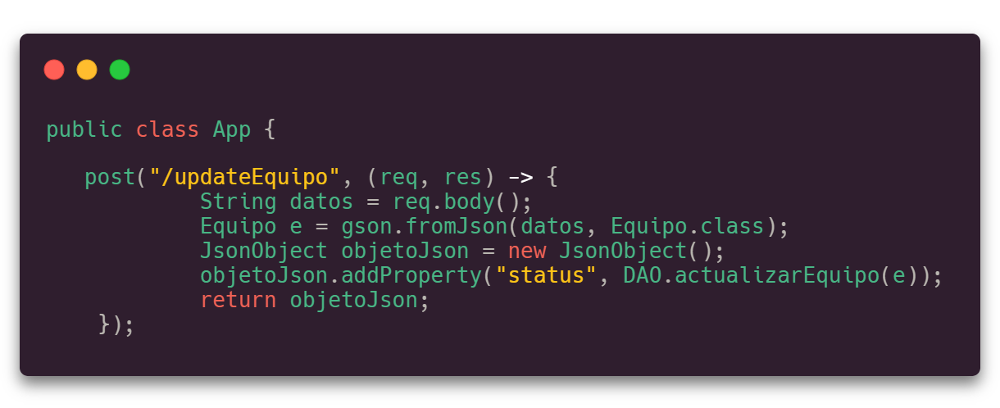 public class App {
post("/updateEquipo", (req, res) -> {
String datos = req.body();
Equipo e = gson.fromJson(datos, Equipo.class);
JsonObject objetoJson = new JsonObject();
objetoJson.addProperty("status", DAO.actualizarEquipo(e));
return objetoJson;
});